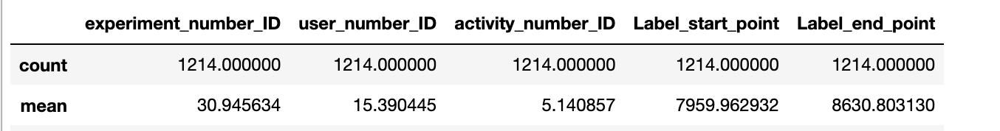 experiment_number_ID user_number_ID activity_number_ID Label_start_point Label_end_point
count 1214.000000 1214.000000 1214.000000 1214.000000 1214.000000
mean 30.945634 15.390445 5.140857 7959.962932 8630.803130